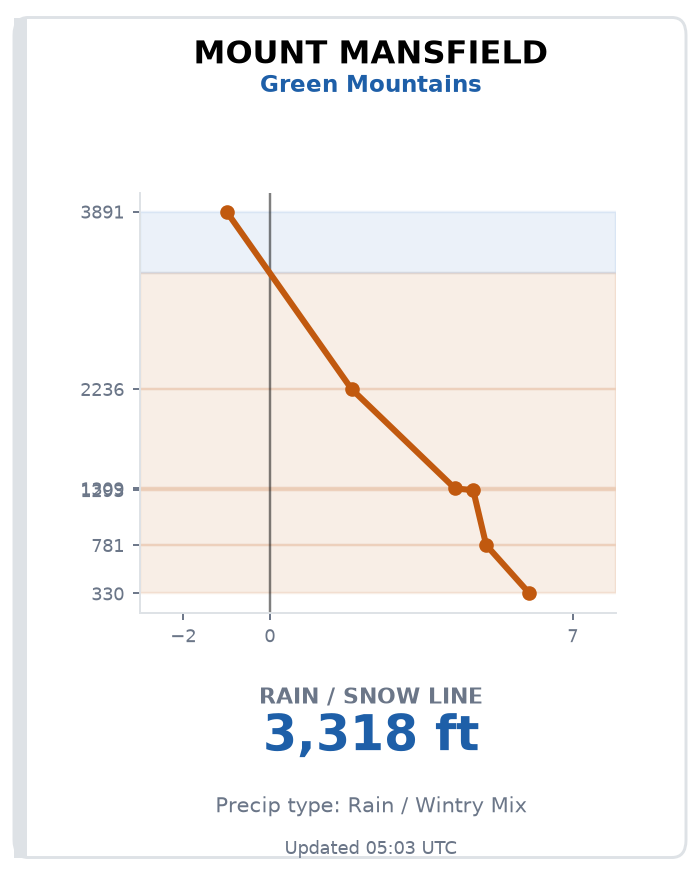 MOUNT MANSFIELD
Green Mountains
3891
2236
781
330
−2 0 7
RAIN / SNOW LINE
3,318 ft
Precip type: Rain / Wintry Mix
Updated 05:03 UTC